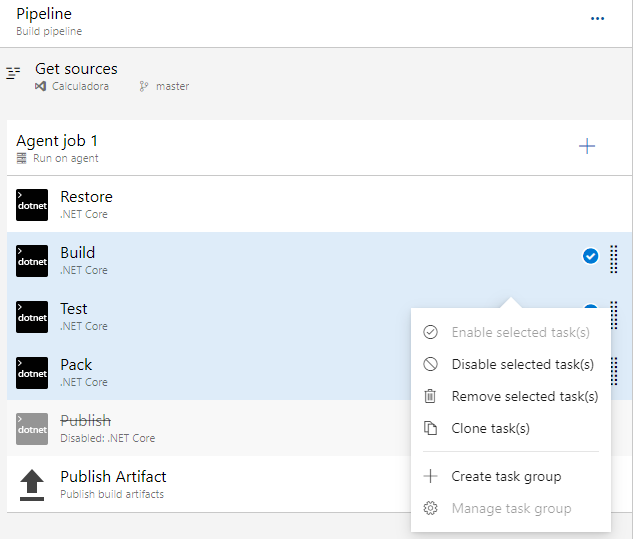 Pipeline
Build pipeline
Get sources
Calculadora
master
Agent job 1
Run on agent
dotnet
Restore
.NET Core
dotnet
Build
.NET Core
dotnet
Test
.NET Core
dotnet
Pack
.NET Core
dotnet
Publish
Disabled: .NET Core
Publish Artifact
Publish build artifacts
Enable selected task(s)
Disable selected task(s)
Remove selected task(s)
Clone task(s)
Create task group
Manage task group